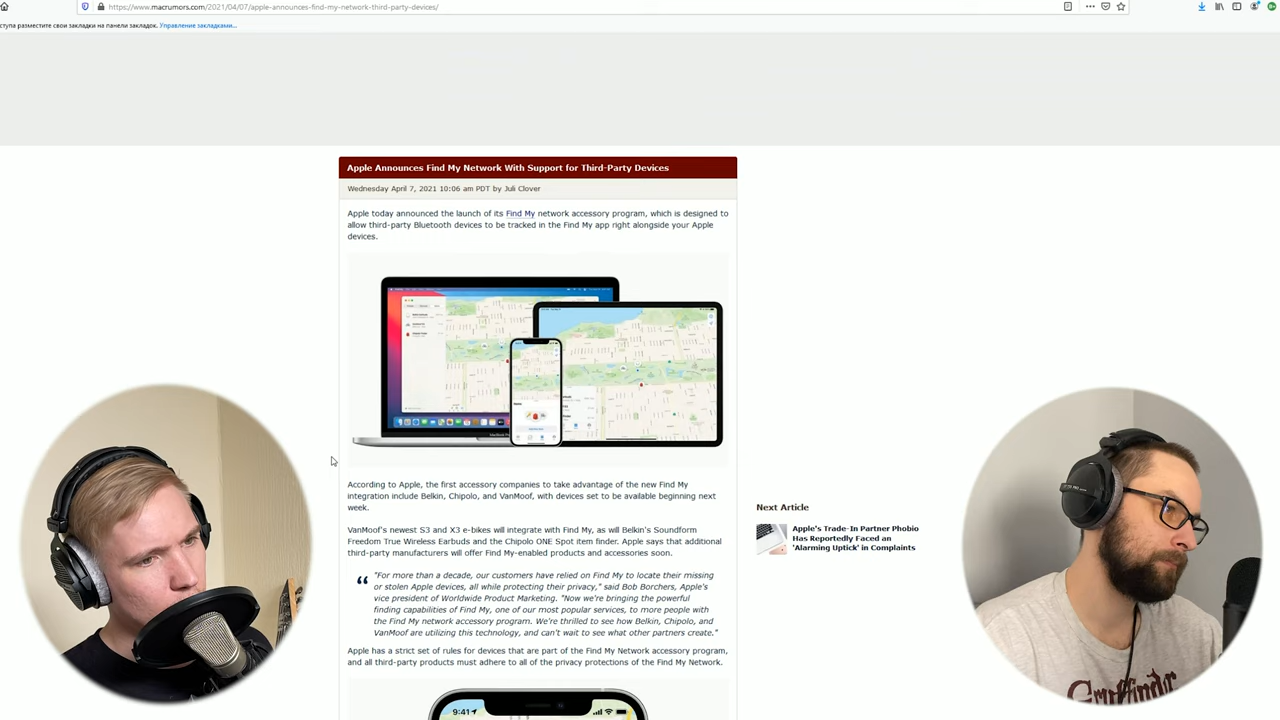 https://www.macrumors.com/2021/04/07/apple-announces-find-my-network-third-party-devices/
ступа разместите свои закладки на панели закладок. Управление закладками...
Apple Announces Find My Network With Support for Third-Party Devices
Wednesday April 7, 2021 10:06 am PDT by Juli Clover
Apple today announced the launch of its Find My network accessory program, which is designed to
allow third-party Bluetooth devices to be tracked in the Find My app right alongside your Apple
devices.
According to Apple, the first accessory companies to take advantage of the new Find My
integration include Belkin, Chipolo, and VanMoof, with devices set to be available beginning next
week.
VanMoof's newest S3 and X3 e-bikes will integrate with Find My, as will Belkin's Soundform
Freedom True Wireless Earbuds and the Chipolo ONE Spot item finder. Apple says that additional
third-party manufacturers will offer Find My-enabled products and accessories soon.
"For more than a decade, our customers have relied on Find My to locate their missing
or stolen Apple devices, all while protecting their privacy," said Bob Borchers, Apple's
vice president of Worldwide Product Marketing. "Now we're bringing the powerful
finding capabilities of Find My, one of our most popular services, to more people with
the Find My network accessory program. We're thrilled to see how Belkin, Chipolo, and
VanMoof are utilizing this technology, and can't wait to see what other partners create."
Apple has a strict set of rules for devices that are part of the Find My Network accessory program,
and all third-party products must adhere to all of the privacy protections of the Find My Network.
9:41
Next Article
Apple's Trade-In Partner Phobio
Has Reportedly Faced an
'Alarming Uptick' in Complaints
Gryffindor